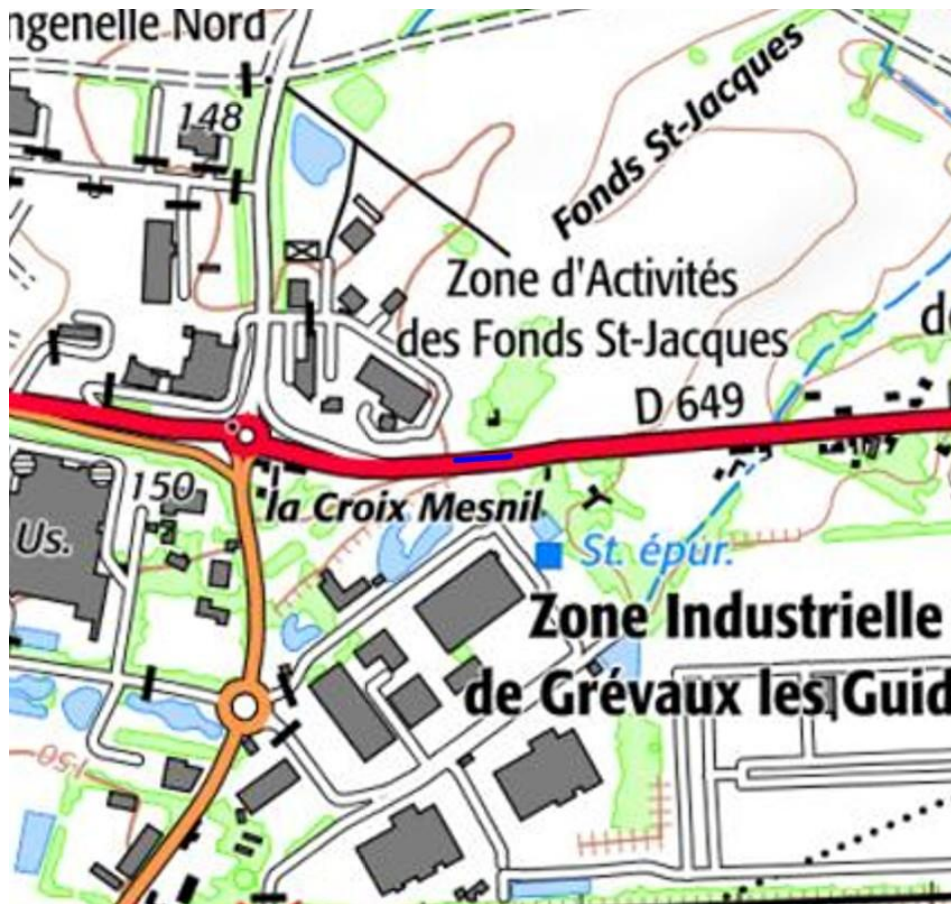 ngenelle Nord
148
Fonds St-Jacques
Zone d'Activités
des Fonds St-Jacques
de
D 649
150
la Croix Mesnil
Us.
St. épur.
Zone Industrielle
de Grévaux les Guid
150